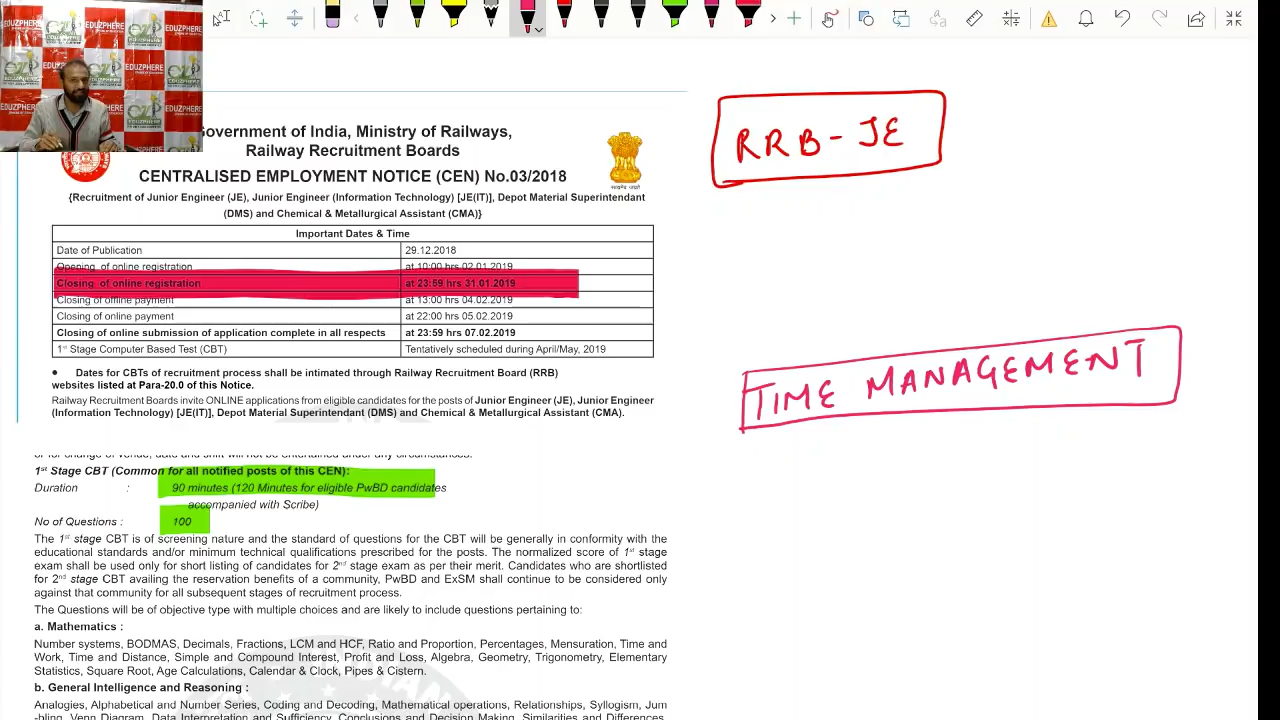 EDUZPHERE
Government of India, Ministry of Railways,
Railway Recruitment Boards
CENTRALISED EMPLOYMENT NOTICE (CEN) No.03/2018
{Recruitment of Junior Engineer (JE), Junior Engineer (Information Technology) [JE(IT)], Depot Material Superintendent
(DMS) and Chemical & Metallurgical Assistant (CMA)}
Important Dates & Time
Date of Publication 29.12.2018
Opening of online registration at 10:00 hrs 02.01.2019
Closing of online registration at 23:59 hrs 31.01.2019
Closing of offline payment at 13:00 hrs 04.02.2019
Closing of online payment at 22:00 hrs 05.02.2019
Closing of online submission of application complete in all respects at 23:59 hrs 07.02.2019
1st Stage Computer Based Test (CBT) Tentatively scheduled during April/May, 2019
• Dates for CBTs of recruitment process shall be intimated through Railway Recruitment Board (RRB)
websites listed at Para-20.0 of this Notice.
Railway Recruitment Boards invite ONLINE applications from eligible candidates for the posts of Junior Engineer (JE), Junior Engineer
(Information Technology) [JE(IT)], Depot Material Superintendent (DMS) and Chemical & Metallurgical Assistant (CMA).
or for change of venue, date and shift will not be entertained under any circumstances.
1st Stage CBT (Common for all notified posts of this CEN):
Duration : 90 minutes (120 Minutes for eligible PwBD candidates
accompanied with Scribe)
No of Questions : 100
The 1st stage CBT is of screening nature and the standard of questions for the CBT will be generally in conformity with the
educational standards and/or minimum technical qualifications prescribed for the posts. The normalized score of 1st stage
exam shall be used only for short listing of candidates for 2nd stage exam as per their merit. Candidates who are shortlisted
for 2nd stage CBT availing the reservation benefits of a community, PwBD and ExSM shall continue to be considered only
against that community for all subsequent stages of recruitment process.
The Questions will be of objective type with multiple choices and are likely to include questions pertaining to:
a. Mathematics :
Number systems, BODMAS, Decimals, Fractions, LCM and HCF, Ratio and Proportion, Percentages, Mensuration, Time and
Work, Time and Distance, Simple and Compound Interest, Profit and Loss, Algebra, Geometry, Trigonometry, Elementary
Statistics, Square Root, Age Calculations, Calendar & Clock, Pipes & Cistern.
b. General Intelligence and Reasoning :
Analogies, Alphabetical and Number Series, Coding and Decoding, Mathematical operations, Relationships, Syllogism, Jum
-bling, Venn Diagram, Data Interpretation and Sufficiency, Conclusions and Decision Making, Similarities and Differences,
RRB-JE
TIME MANAGEMENT